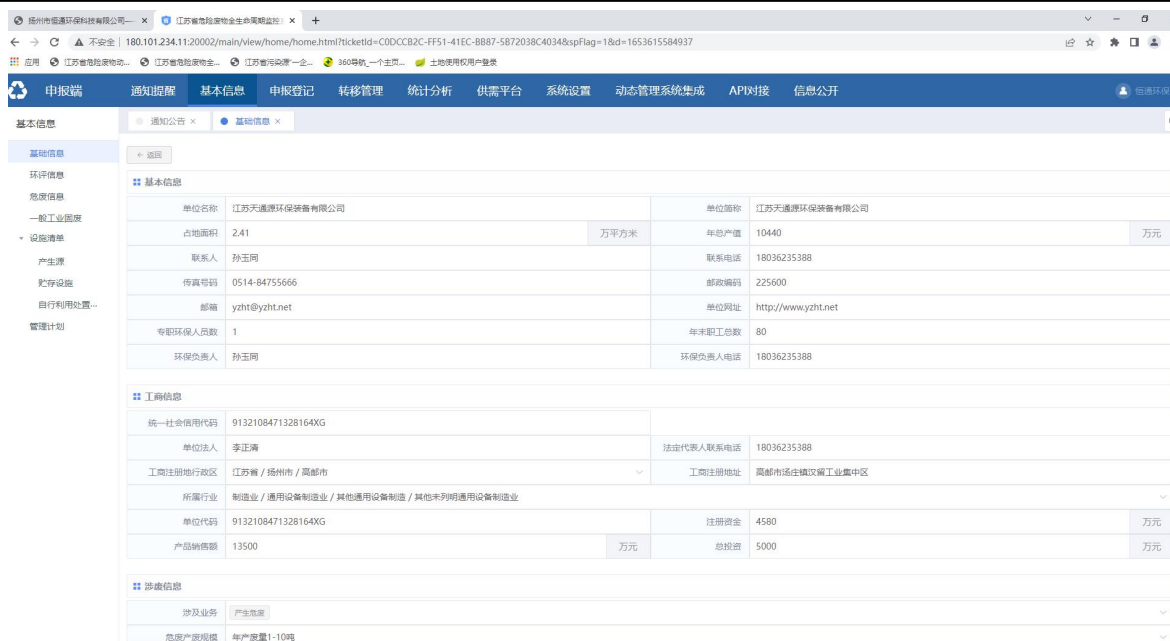 扬州市恒通环保科技有限公司— × 江苏省危险废物全生命周期监控 × +
不安全 | 180.101.234.11:20002/main/view/home/home.html?ticketId=C0DCCB2C-FF51-41EC-BB87-5B72038C4034&spFlag=1&d=1653615584937
应用 江苏省危险废物动... 江苏省危险废物全... 江苏省污染源“一企... 360导航_一个主页... 土地使用权用户登录
申报端 通知提醒 基本信息 申报登记 转移管理 统计分析 供需平台 系统设置 动态管理系统集成 API对接 信息公开 恒通环保
基本信息 通知公告 × 基础信息 ×
基础信息
环评信息
危废信息
一般工业固废
设施清单
产生源
贮存设施
自行利用处置...
管理计划
← 返回
基本信息
单位名称 江苏天通源环保装备有限公司 单位简称 江苏天通源环保装备有限公司
占地面积 2.41 万平方米 年总产值 10440 万元
联系人 孙玉同 联系电话 18036235388
传真号码 0514-84755666 邮政编码 225600
邮箱 yzht@yzht.net 单位网址 http://www.yzht.net
专职环保人员数 1 年末职工总数 80
环保负责人 孙玉同 环保负责人电话 18036235388
工商信息
统一社会信用代码 9132108471328164XG
单位法人 李正清 法定代表人联系电话 18036235388
工商注册地行政区 江苏省 / 扬州市 / 高邮市 工商注册地址 高邮市汤庄镇汉留工业集中区
所属行业 制造业 / 通用设备制造业 / 其他通用设备制造 / 其他未列明通用设备制造业
单位代码 9132108471328164XG 注册资金 4580 万元
产品销售额 13500 万元 总投资 5000 万元
涉废信息
涉及业务 产生危废
危废产废规模 年产废量1-10吨